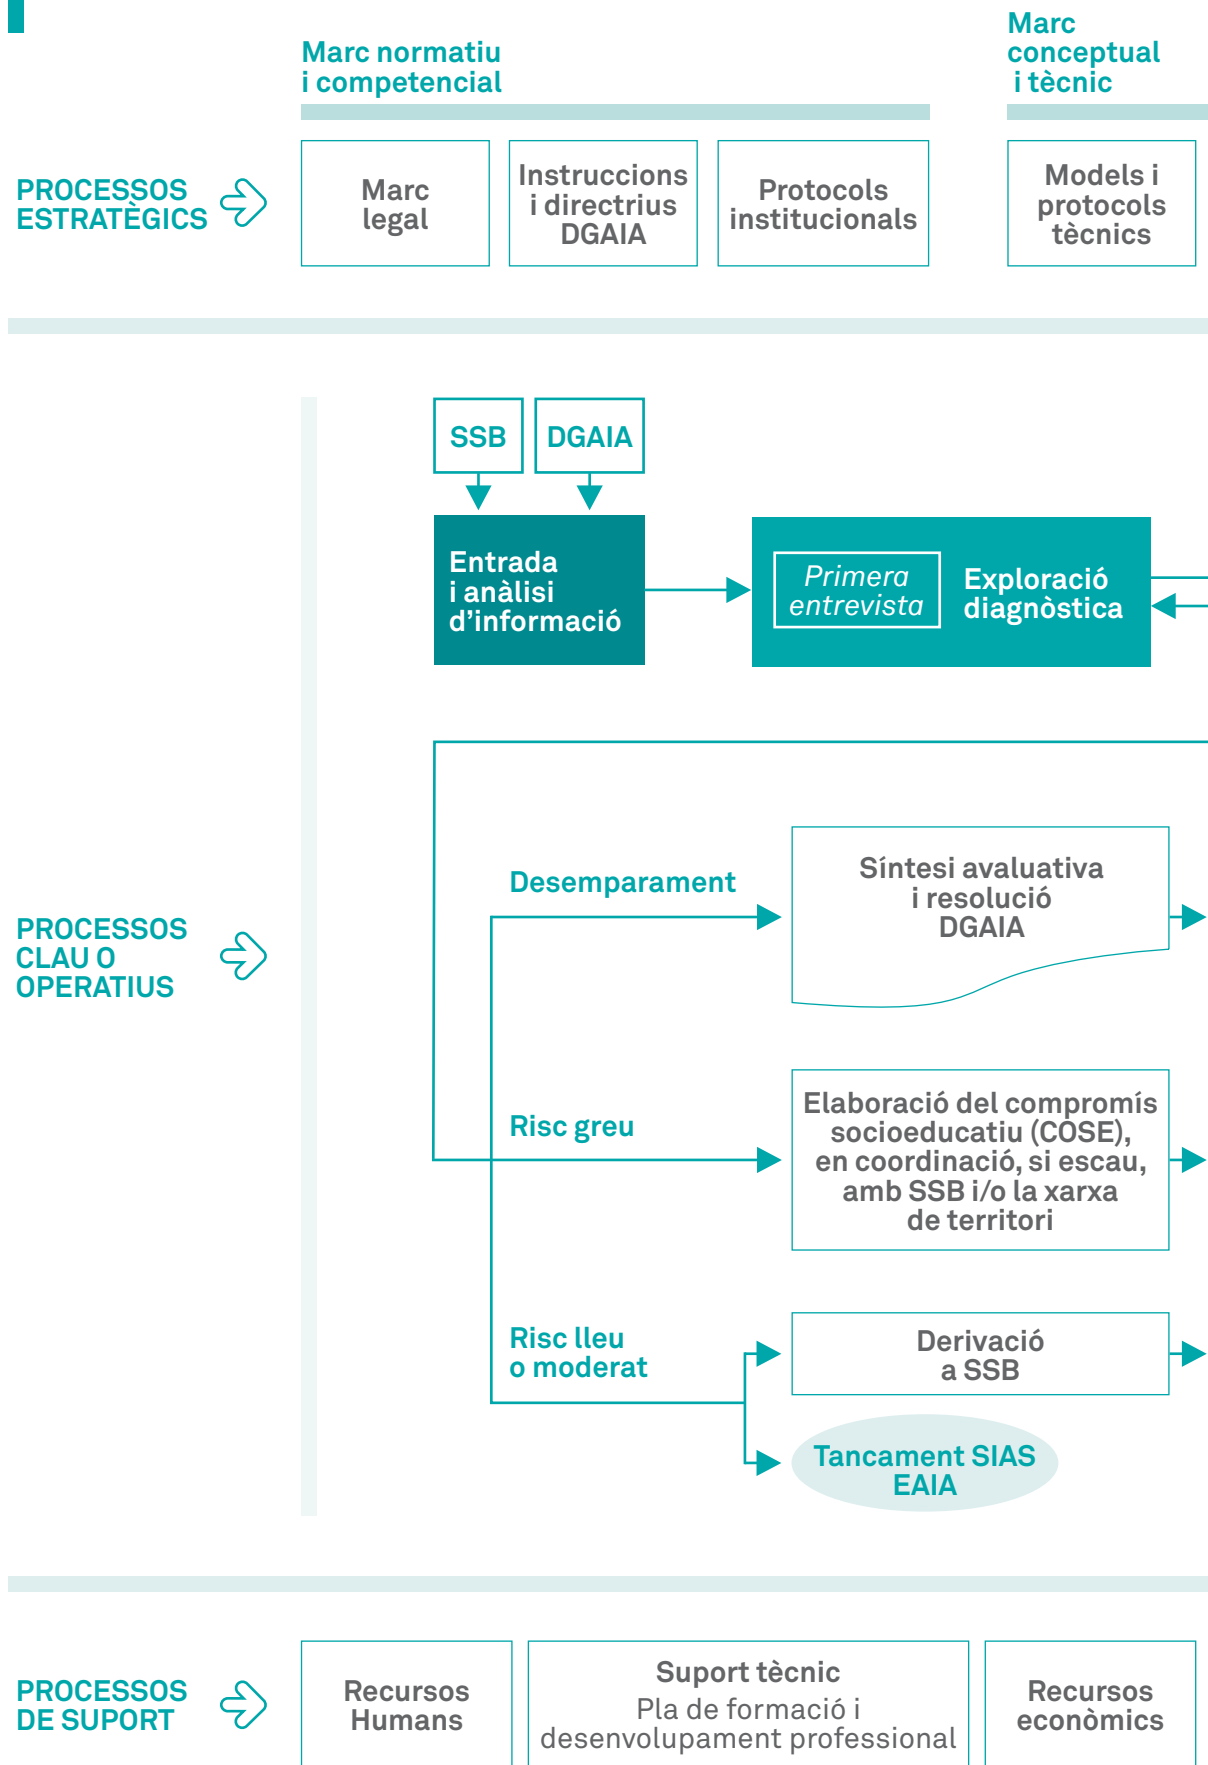 Marc normatiu
i competencial
Marc
conceptual
i tècnic
PROCESSOS
ESTRATÈGICS
Marc
legal
Instruccions
i directrius
DGAIA
Protocols
institucionals
Models i
protocols
tècnics
SSB
DGAIA
Entrada
i anàlisi
d’informació
Primera
entrevista
Exploració
diagnòstica
PROCESSOS
CLAU O
OPERATIUS
Desemparament
Síntesi avaluativa
i resolució
DGAIA
Risc greu
Elaboració del compromís
socioeducatiu (COSE),
en coordinació, si escau,
amb SSB i/o la xarxa
de territori
Risc lleu
o moderat
Derivació
a SSB
Tancament SIAS
EAIA
PROCESSOS
DE SUPORT
Recursos
Humans
Suport tècnic
Pla de formació i
desenvolupament professional
Recursos
econòmics